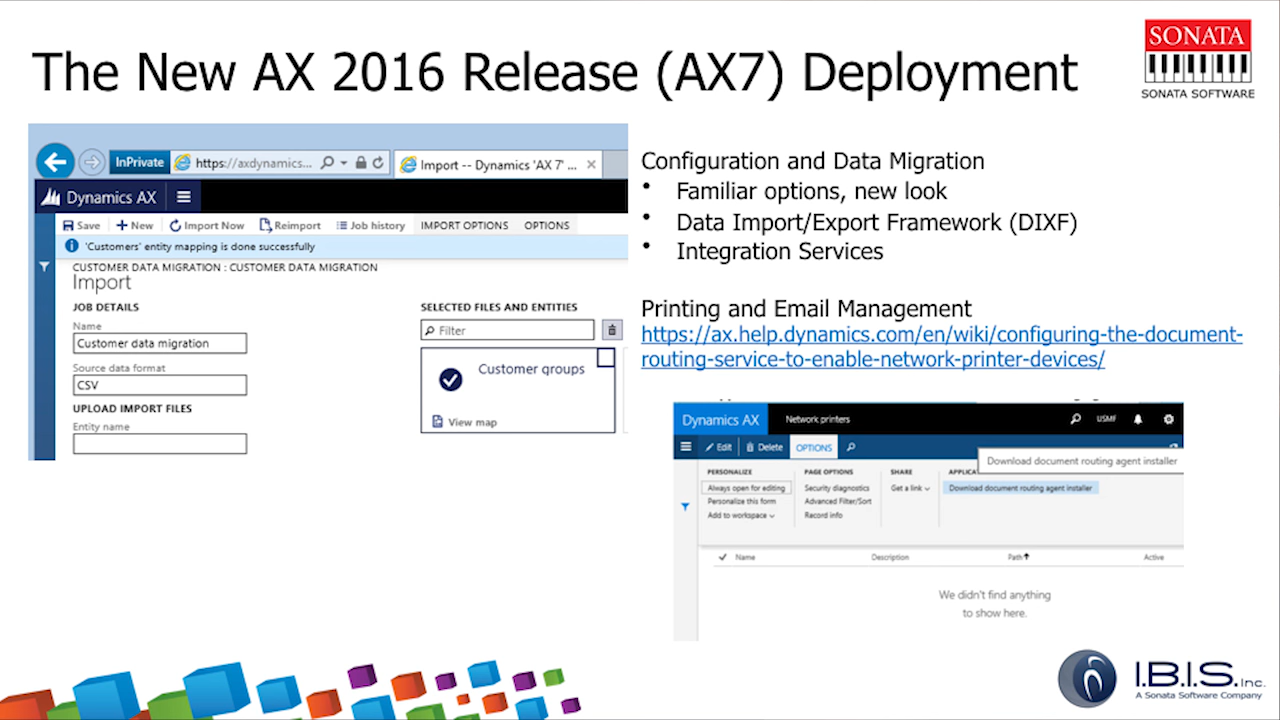 The New AX 2016 Release (AX7) Deployment
SONATA
SONATA SOFTWARE
InPrivate
https://axdynamics...
Import -- Dynamics 'AX 7' ...
Dynamics AX
Save
New
Import Now
Reimport
Job history
IMPORT OPTIONS
OPTIONS
'Customers' entity mapping is done successfully
CUSTOMER DATA MIGRATION : CUSTOMER DATA MIGRATION
Import
JOB DETAILS
Name
Customer data migration
Source data format
CSV
UPLOAD IMPORT FILES
Entity name
SELECTED FILES AND ENTITIES
Filter
Customer groups
View map
Configuration and Data Migration
• Familiar options, new look
• Data Import/Export Framework (DIXF)
• Integration Services
Printing and Email Management
https://ax.help.dynamics.com/en/wiki/configuring-the-document-
routing-service-to-enable-network-printer-devices/
Dynamics AX
Network printers
USMF
Edit
Delete
OPTIONS
Download document routing agent installer
PERSONALIZE
Always open for editing
Personalize this form
Add to workspace
PAGE OPTIONS
Security diagnostics
Advanced Filter/Sort
Record info
SHARE
Get a link
Download document routing agent installer
Name
Description
Path
Active
We didn't find anything
to show here.
I.B.I.S. Inc.
A Sonata Software Company